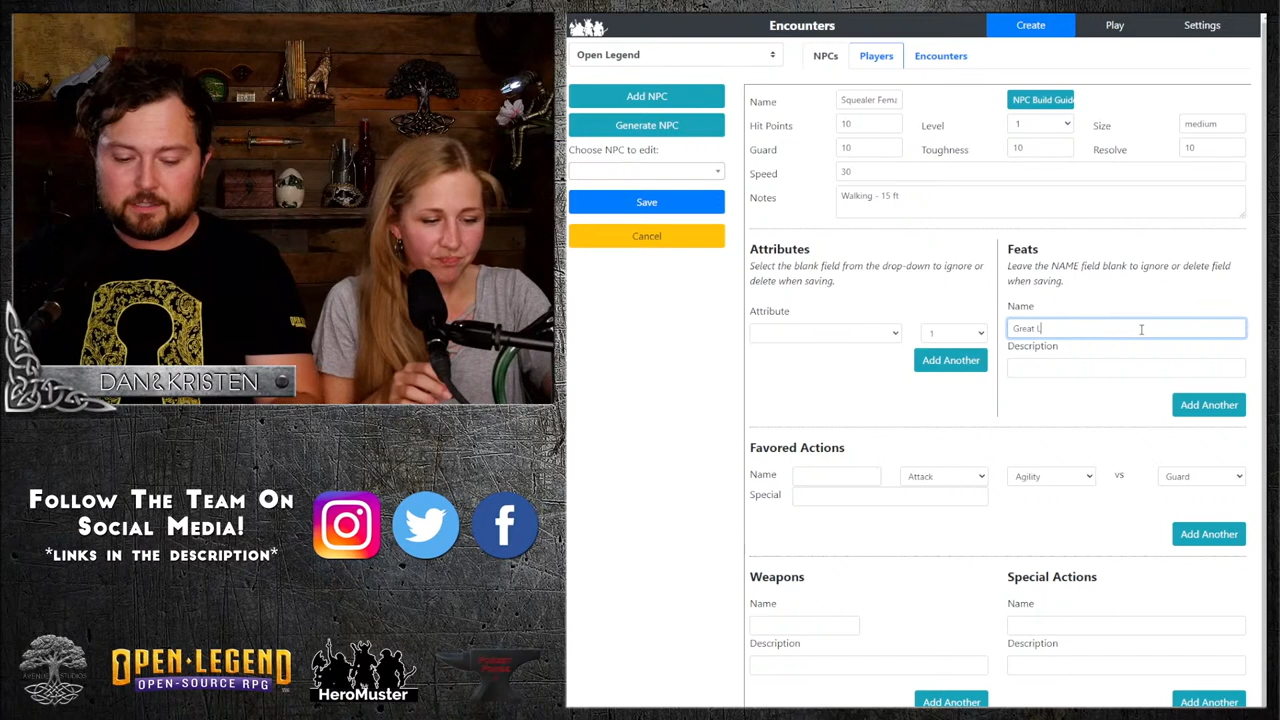 Encounters
Create
Play
Settings
Open Legend
NPCs
Players
Encounters
Add NPC
Generate NPC
Choose NPC to edit:
Save
Cancel
Name
Squealer Fema
NPC Build Guid
Hit Points
10
Level
1
Size
medium
Guard
10
Toughness
10
Resolve
10
Speed
30
Notes
Walking - 15 ft
Attributes
Select the blank field from the drop-down to ignore or
delete when saving.
Attribute
1
Add Another
Feats
Leave the NAME field blank to ignore or delete field
when saving.
Name
Great L
Description
Add Another
Favored Actions
Name
Attack
Agility
vs
Guard
Special
Add Another
Weapons
Name
Description
Add Another
Special Actions
Name
Description
Add Another
DAN & KRISTEN
Follow The Team On
Social Media!
*Links in the description*
OPEN LEGEND
OPEN-SOURCE RPG
HeroMuster